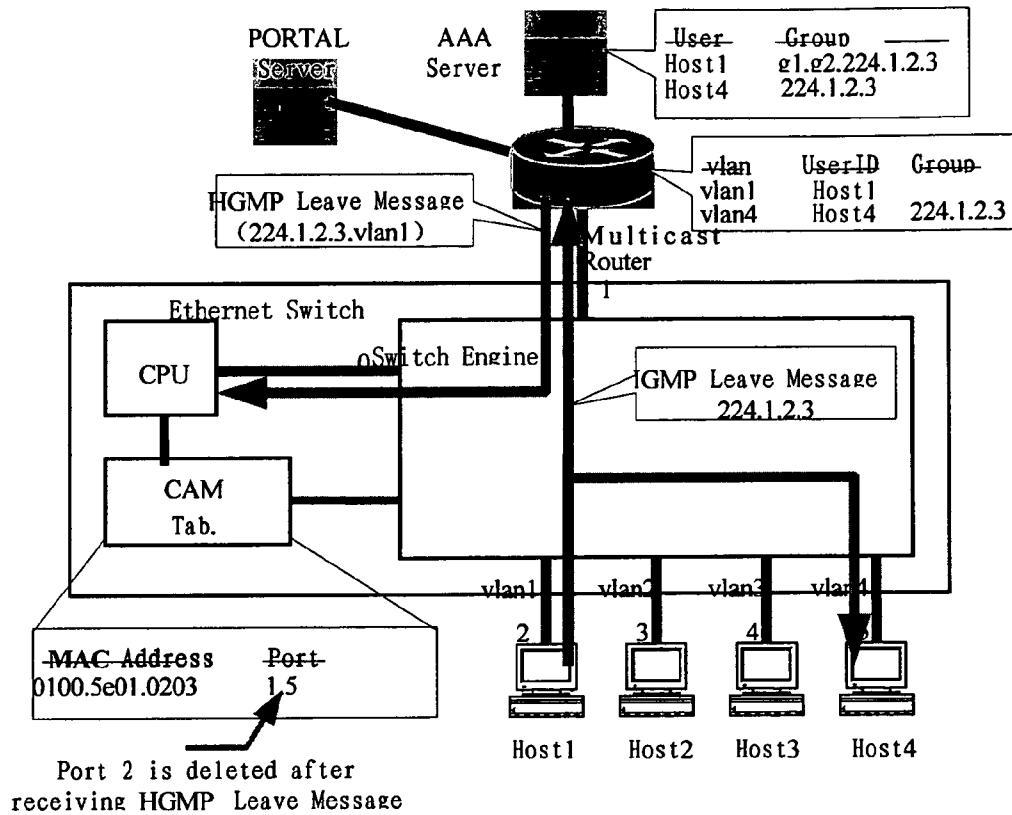 PORTAL
Server
AAA
Server
User Group
Host1 g1.g2.224.1.2.3
Host4 224.1.2.3
vlan UserID Group
vlan1 Host1
vlan4 Host4 224.1.2.3
HGMP Leave Message
(224.1.2.3.vlan1)
Multicast
Router
1
Ethernet Switch
CPU
0
Switch Engine
IGMP Leave Message
224.1.2.3
CAM
Tab.
vlan1 vlan2 vlan3 vlan4
2 3 4 5
MAC Address Port
0100.5e01.0203 1.5
Host1 Host2 Host3 Host4
Port 2 is deleted after
receiving HGMP Leave Message